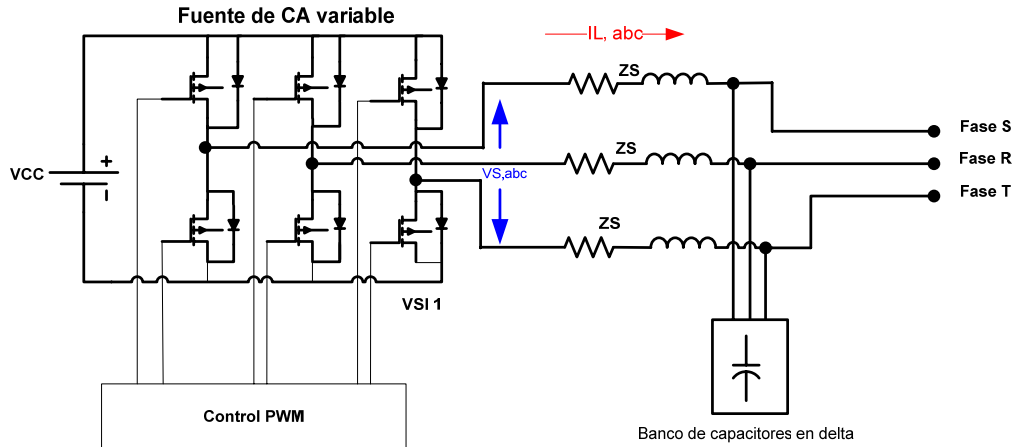 Fuente de CA variable
IL, abc
ZS
Fase S
ZS
Fase R
VCC
+
VS,abc
Fase T
ZS
VSI 1
Control PWM
Banco de capacitores en delta